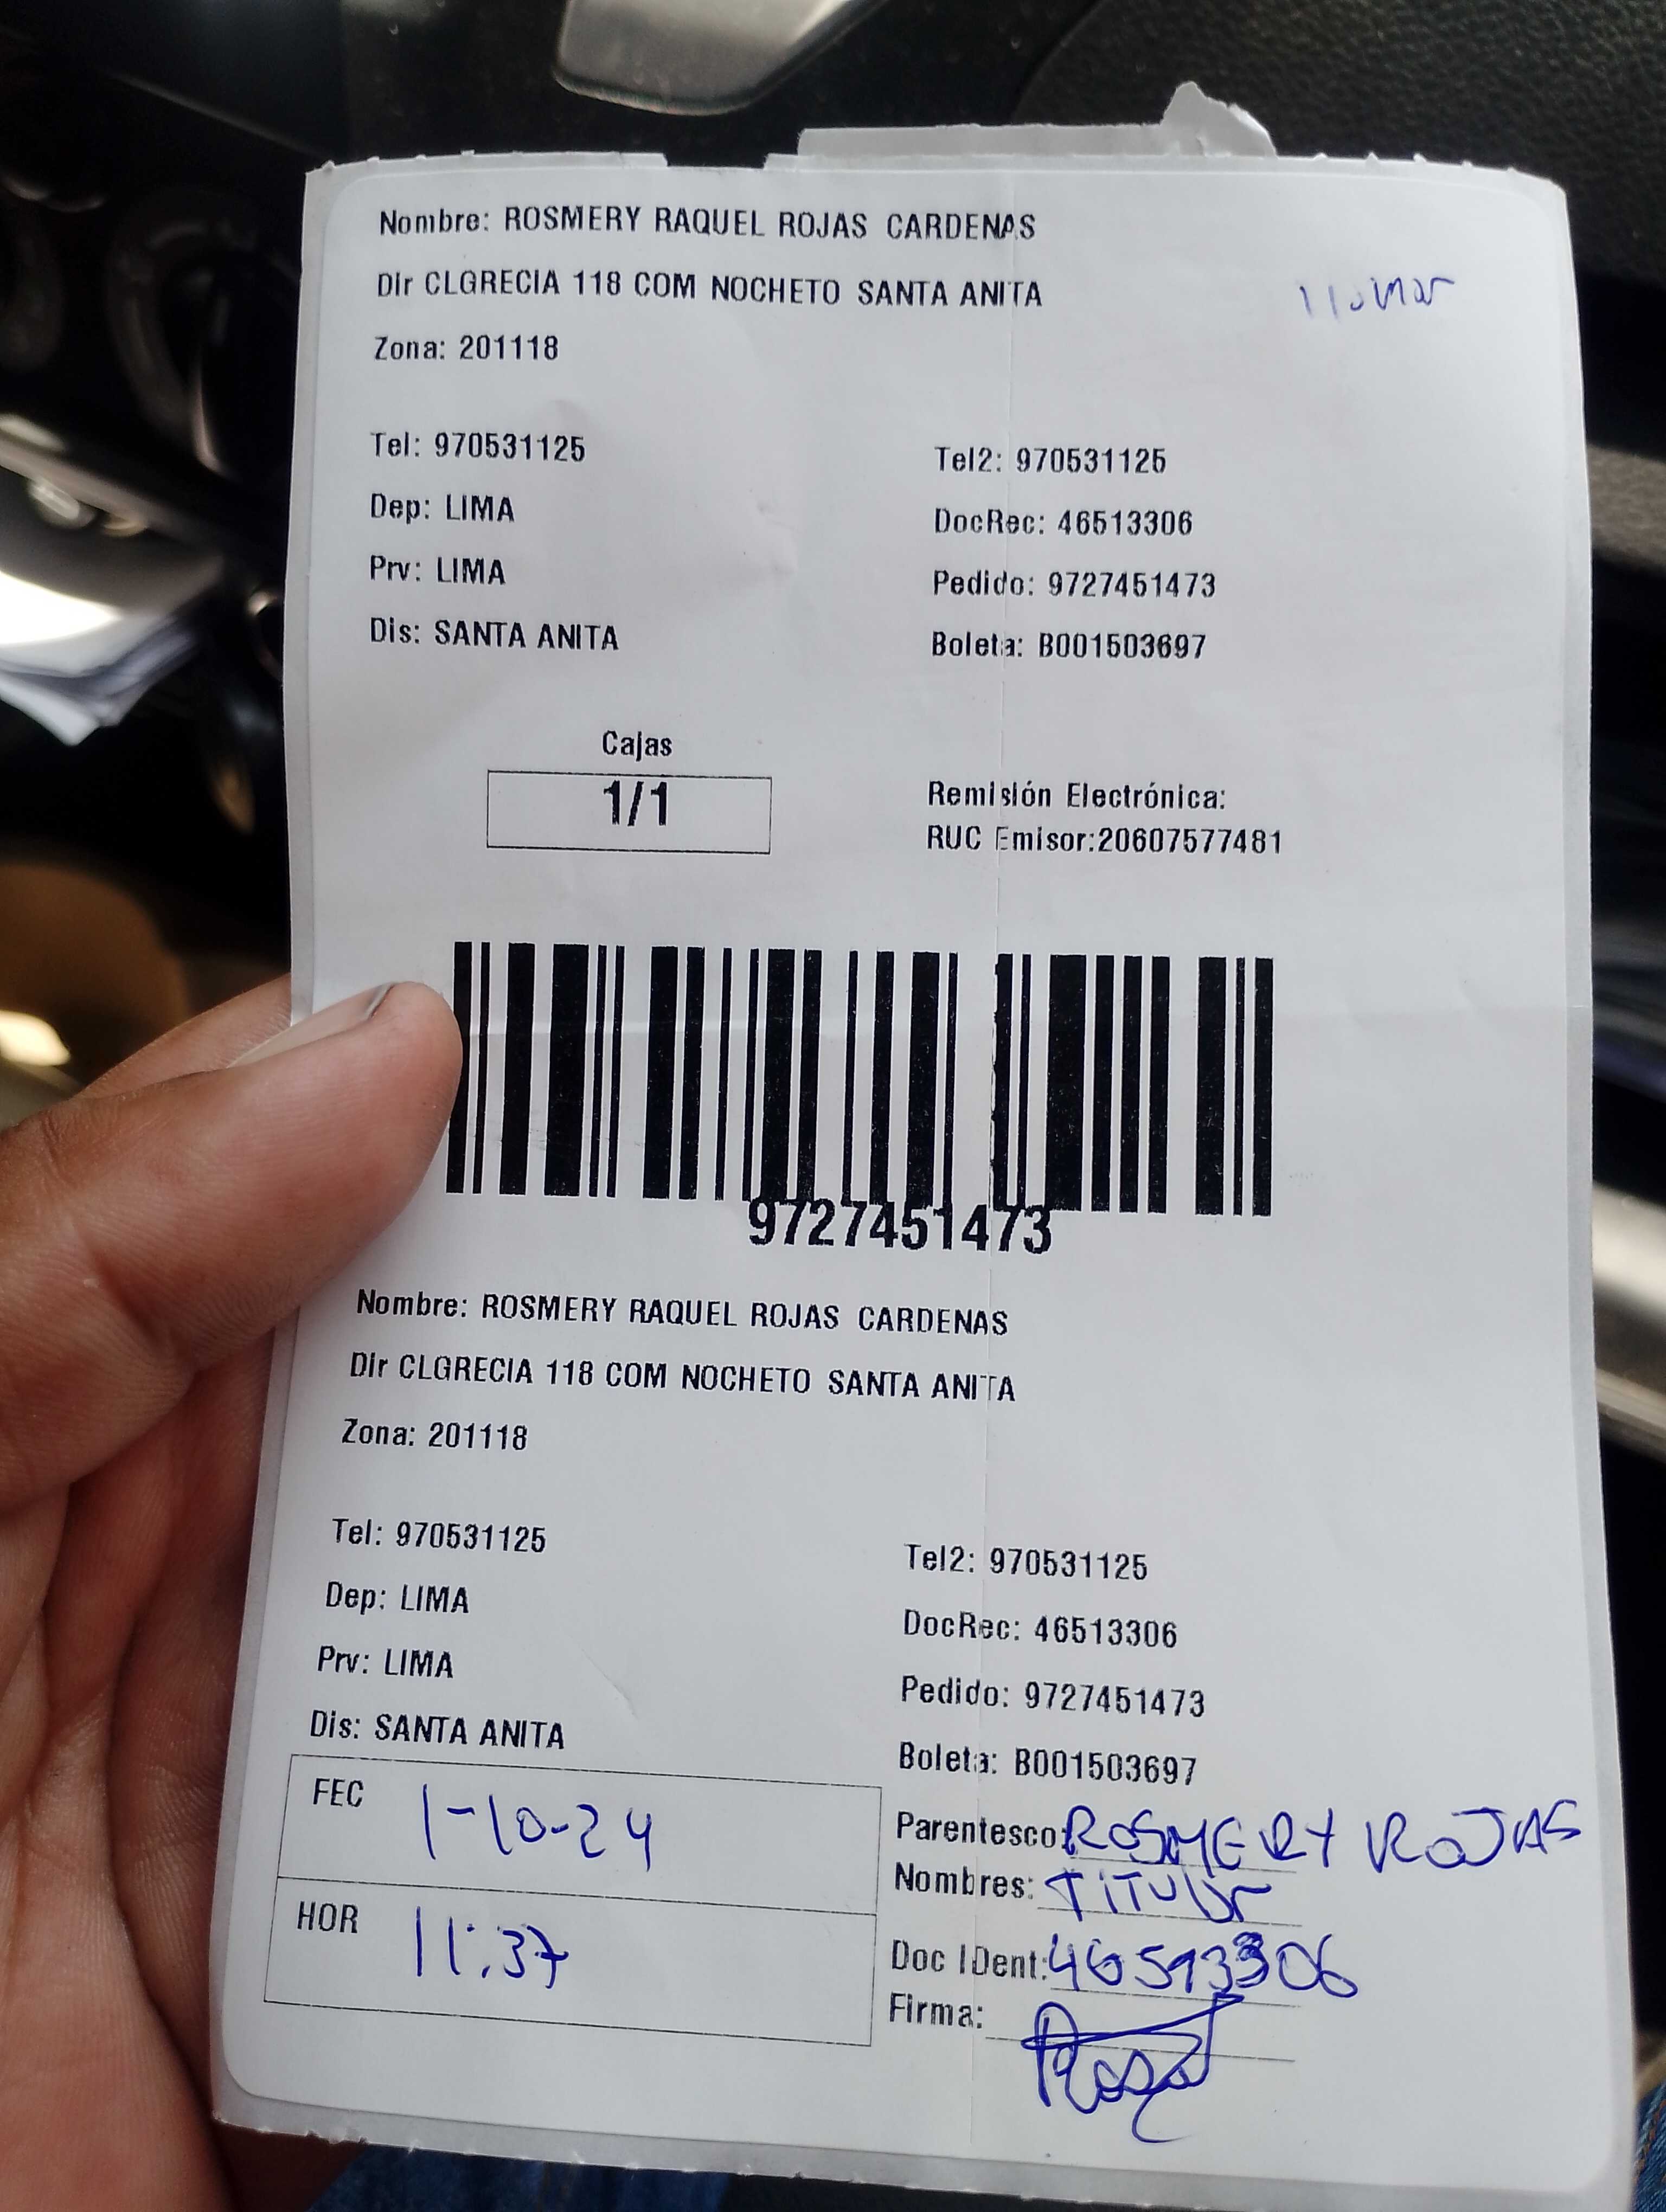 Nombre: ROSMERY RAQUEL ROJAS CARDENAS
Dir CLGRECIA 118 COM NOCHETO SANTA ANITA
Zona: 201118
Tel: 970531125 Tel2: 970531125
Dep: LIMA DocRec: 46513306
Prv: LIMA Pedido: 9727451473
Dis: SANTA ANITA Boleta: B001503697
Cajas
1/1
Remisión Electrónica:
RUC Emisor:20607577481
9727451473
Nombre: ROSMERY RAQUEL ROJAS CARDENAS
Dir CLGRECIA 118 COM NOCHETO SANTA ANITA
Zona: 201118
Tel: 970531125 Tel2: 970531125
Dep: LIMA DocRec: 46513306
Prv: LIMA Pedido: 9727451473
Dis: SANTA ANITA Boleta: B001503697
FEC 1-10-24
HOR 11:37
Parentesco: ROSMERY ROJAS
Nombres: TITULAR
Doc IDent: 46513306
Firma: